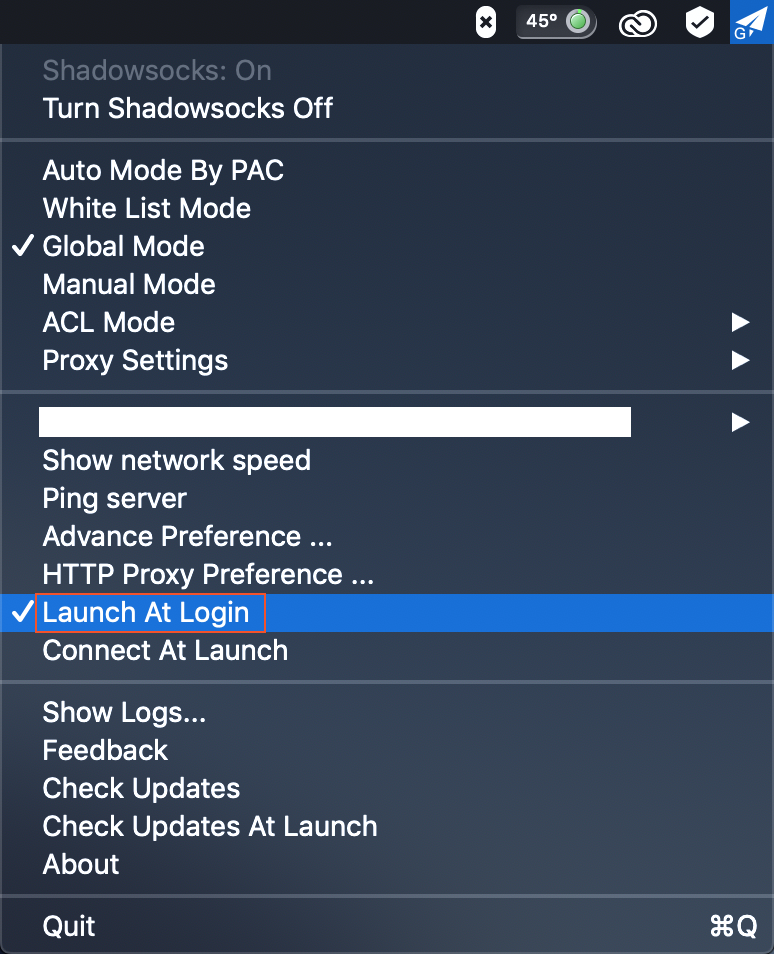 45°
G
Shadowsocks: On
Turn Shadowsocks Off
Auto Mode By PAC
White List Mode
Global Mode
Manual Mode
ACL Mode
Proxy Settings
Show network speed
Ping server
Advance Preference ...
HTTP Proxy Preference ...
Launch At Login
Connect At Launch
Show Logs...
Feedback
Check Updates
Check Updates At Launch
About
Quit ⌘Q